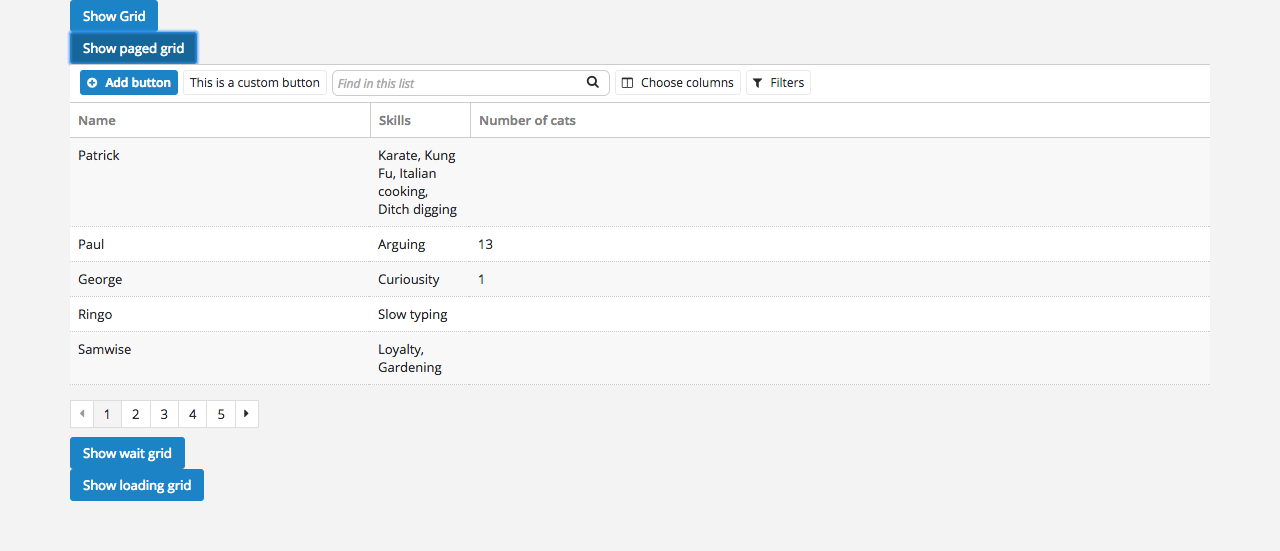 Show Grid
Show paged grid
Add button This is a custom button Find in this list Choose columns Filters
Name Skills Number of cats
Patrick Karate, Kung
Fu, Italian
cooking,
Ditch digging
Paul Arguing 13
George Curiousity 1
Ringo Slow typing
Samwise Loyalty,
Gardening
1 2 3 4 5
Show wait grid
Show loading grid